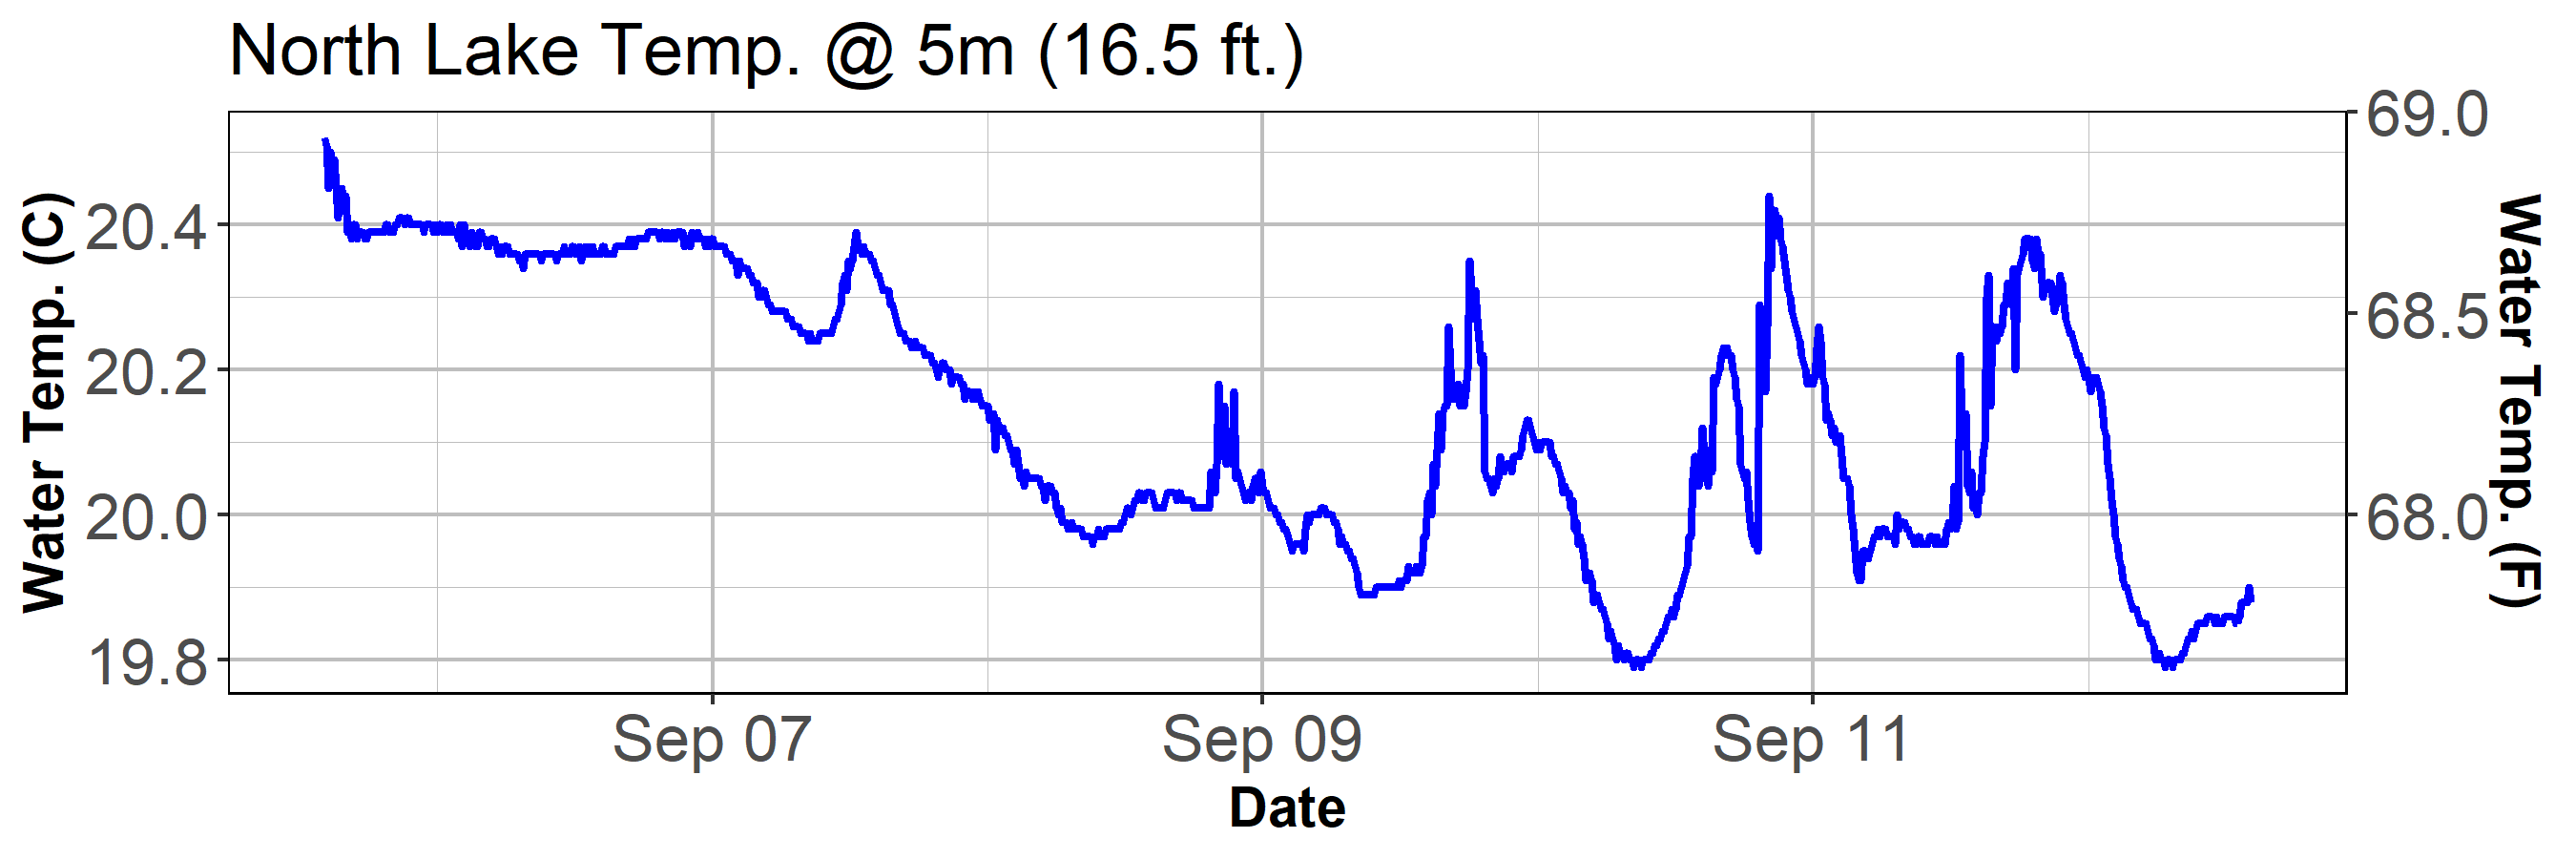 North Lake Temp. @ 5m (16.5 ft.)
Water Temp. (C)
20.4
20.2
20.0
19.8
69.0
68.5
68.0
Water Temp. (F)
Sep 07 Sep 09 Sep 11
Date